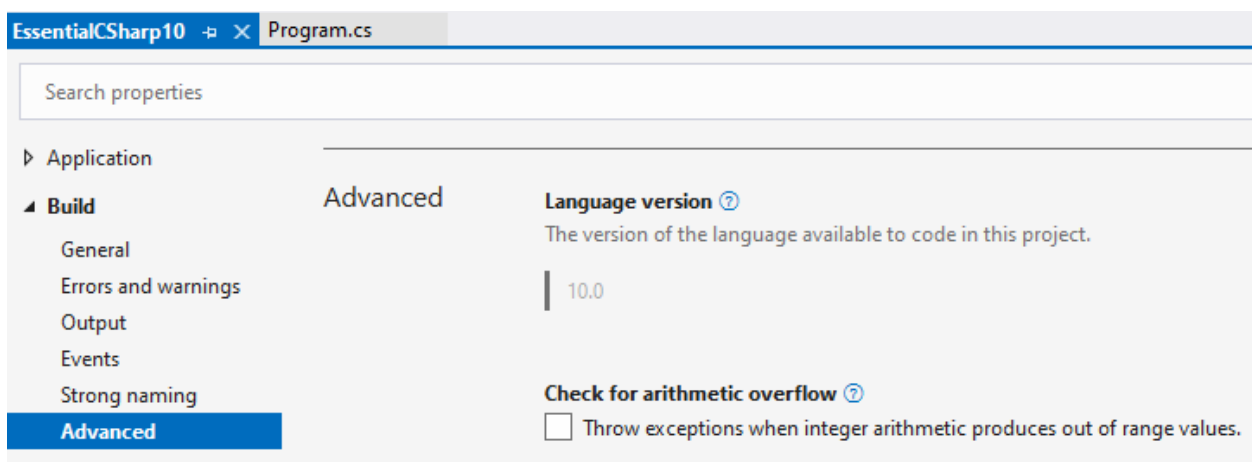 EssentialCSharp10
Program.cs
Search properties
Application
Build
General
Errors and warnings
Output
Events
Strong naming
Advanced
Advanced
Language version
The version of the language available to code in this project.
10.0
Check for arithmetic overflow
Throw exceptions when integer arithmetic produces out of range values.